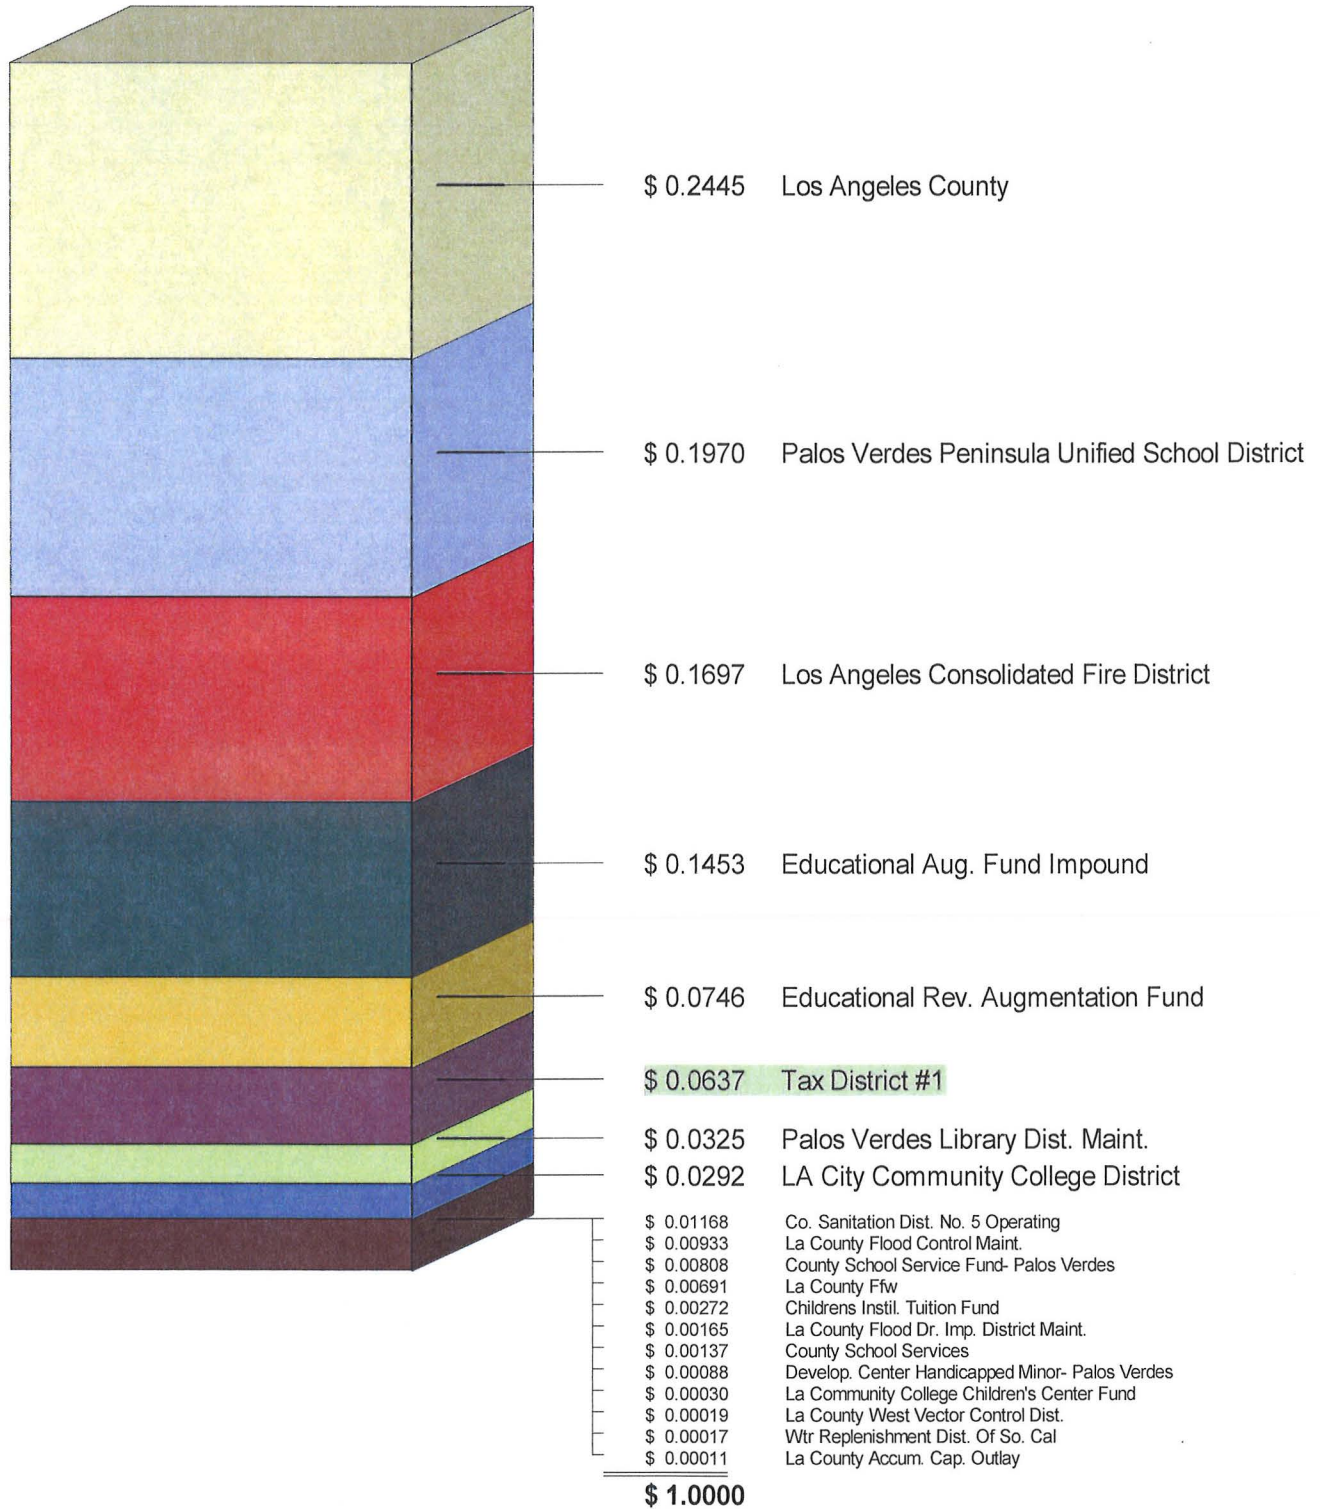 $ 0.2445 Los Angeles County
$ 0.1970 Palos Verdes Peninsula Unified School District
$ 0.1697 Los Angeles Consolidated Fire District
$ 0.1453 Educational Aug. Fund Impound
$ 0.0746 Educational Rev. Augmentation Fund
$ 0.0637 Tax District #1
$ 0.0325 Palos Verdes Library Dist. Maint.
$ 0.0292 LA City Community College District
$ 0.01168 Co. Sanitation Dist. No. 5 Operating
$ 0.00933 La County Flood Control Maint.
$ 0.00808 County School Service Fund- Palos Verdes
$ 0.00691 La County Ffw
$ 0.00272 Childrens Instil. Tuition Fund
$ 0.00165 La County Flood Dr. Imp. District Maint.
$ 0.00137 County School Services
$ 0.00088 Develop. Center Handicapped Minor- Palos Verdes
$ 0.00030 La Community College Children's Center Fund
$ 0.00019 La County West Vector Control Dist.
$ 0.00017 Wtr Replenishment Dist. Of So. Cal
$ 0.00011 La County Accum. Cap. Outlay
$ 1.0000